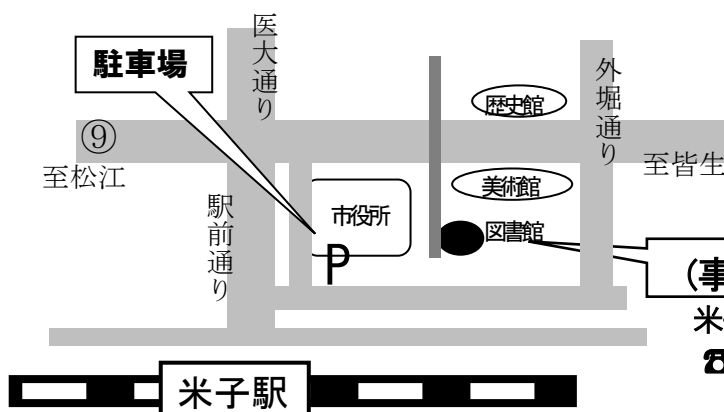 医大通り
駐車場
外堀通り
歴史館
⑨
至松江
至皆生
美術館
駅前通り
市役所
図書館
P
(事
米
☎
米子駅